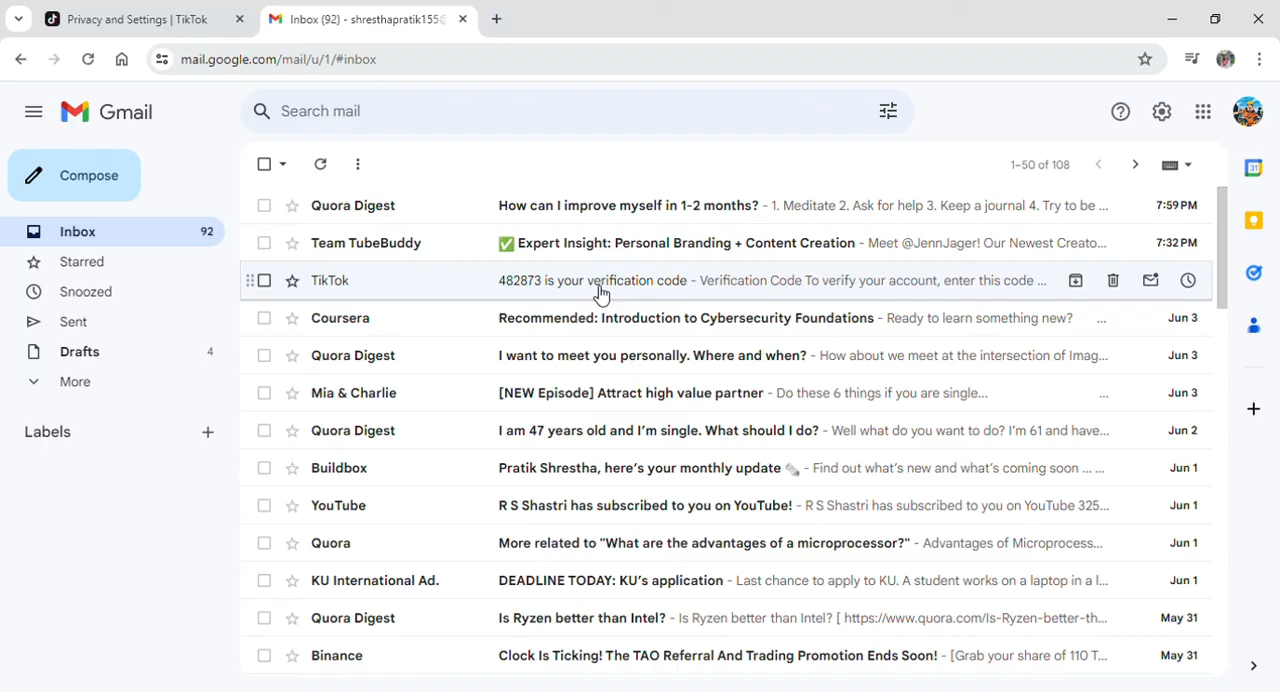 Privacy and Settings | TikTok
Inbox (92) - shresthapratik155@
mail.google.com/mail/u/1/#inbox
Gmail
Search mail
Compose
1–50 of 108
Inbox 92
Starred
Snoozed
Sent
Drafts 4
More
Labels
Quora Digest How can I improve myself in 1-2 months? - 1. Meditate 2. Ask for help 3. Keep a journal 4. Try to be ... 7:59 PM
Team TubeBuddy ✅ Expert Insight: Personal Branding + Content Creation - Meet @JennJager! Our Newest Creato... 7:32 PM
TikTok 482873 is your verification code - Verification Code To verify your account, enter this code ...
Coursera Recommended: Introduction to Cybersecurity Foundations - Ready to learn something new? ... Jun 3
Quora Digest I want to meet you personally. Where and when? - How about we meet at the intersection of Imag... Jun 3
Mia & Charlie [NEW Episode] Attract high value partner - Do these 6 things if you are single... ... Jun 3
Quora Digest I am 47 years old and I'm single. What should I do? - Well what do you want to do? I'm 61 and have... Jun 2
Buildbox Pratik Shrestha, here's your monthly update 🗞️ - Find out what's new and what's coming soon ... ... Jun 1
YouTube R S Shastri has subscribed to you on YouTube! - R S Shastri has subscribed to you on YouTube 325... Jun 1
Quora More related to "What are the advantages of a microprocessor?" - Advantages of Microprocess... Jun 1
KU International Ad. DEADLINE TODAY: KU's application - Last chance to apply to KU. A student works on a laptop in a l... Jun 1
Quora Digest Is Ryzen better than Intel? - Is Ryzen better than Intel? [ https://www.quora.com/Is-Ryzen-better-th... May 31
Binance Clock Is Ticking! The TAO Referral And Trading Promotion Ends Soon! - [Grab your share of 110 T... May 31
31